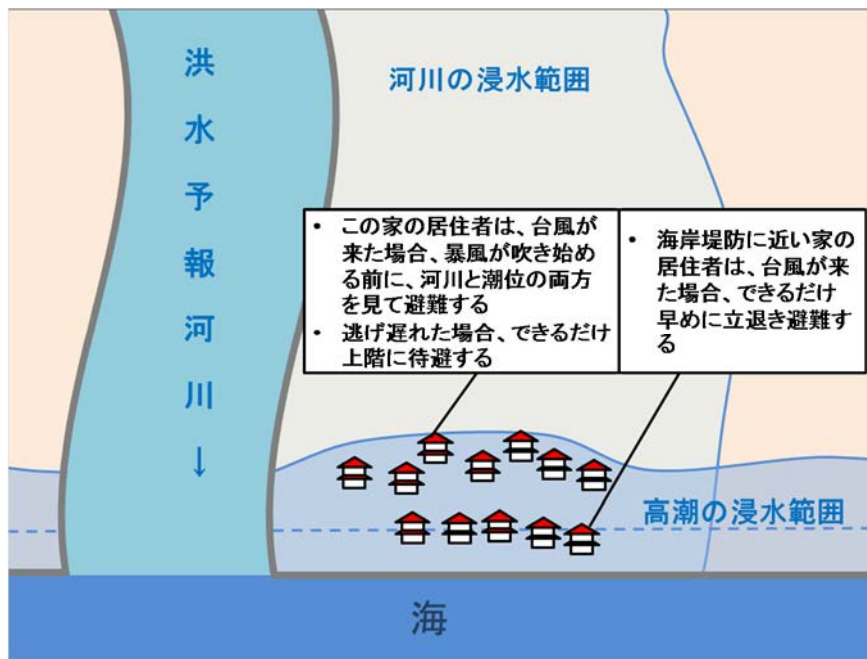 洪水予報河川↓
河川の浸水範囲
• この家の居住者は、台風が
来た場合、暴風が吹き始め
る前に、河川と潮位の両方
を見て避難する
• 逃げ遅れた場合、できるだけ
上階に待避する
• 海岸堤防に近い家の
居住者は、台風が来
た場合、できるだけ
早めに立退き避難す
る
高潮の浸水範囲
海